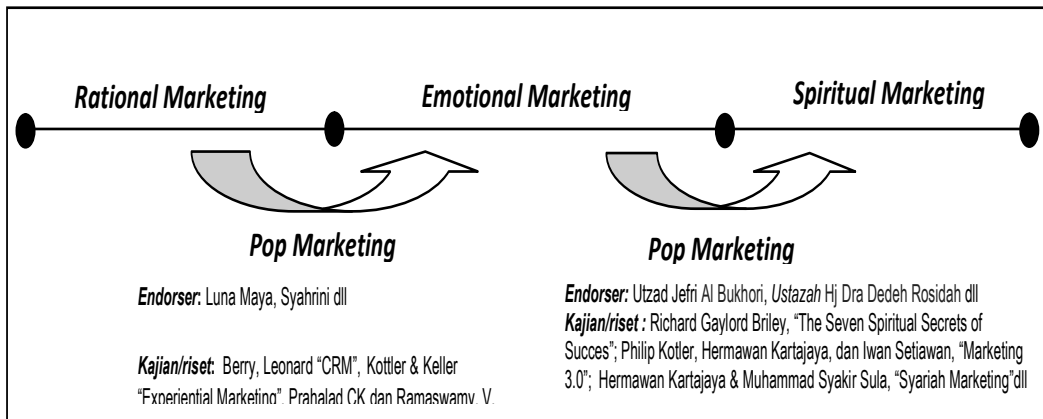 Rational Marketing
Emotional Marketing
Spiritual Marketing
Pop Marketing
Endorser: Luna Maya, Syahrini dll
Kajian/riset: Berry, Leonard “CRM”, Kottler & Keller
“Experiential Marketing”, Prahalad CK dan Ramaswamy, V.
Pop Marketing
Endorser: Utzad Jefri Al Bukhori, Ustazah Hj Dra Dedeh Rosidah dll
Kajian/riset : Richard Gaylord Briley, “The Seven Spiritual Secrets of
Succes”; Philip Kotler, Hermawan Kartajaya, dan Iwan Setiawan, “Marketing
3.0”; Hermawan Kartajaya & Muhammad Syakir Sula, “Syariah Marketing”dll